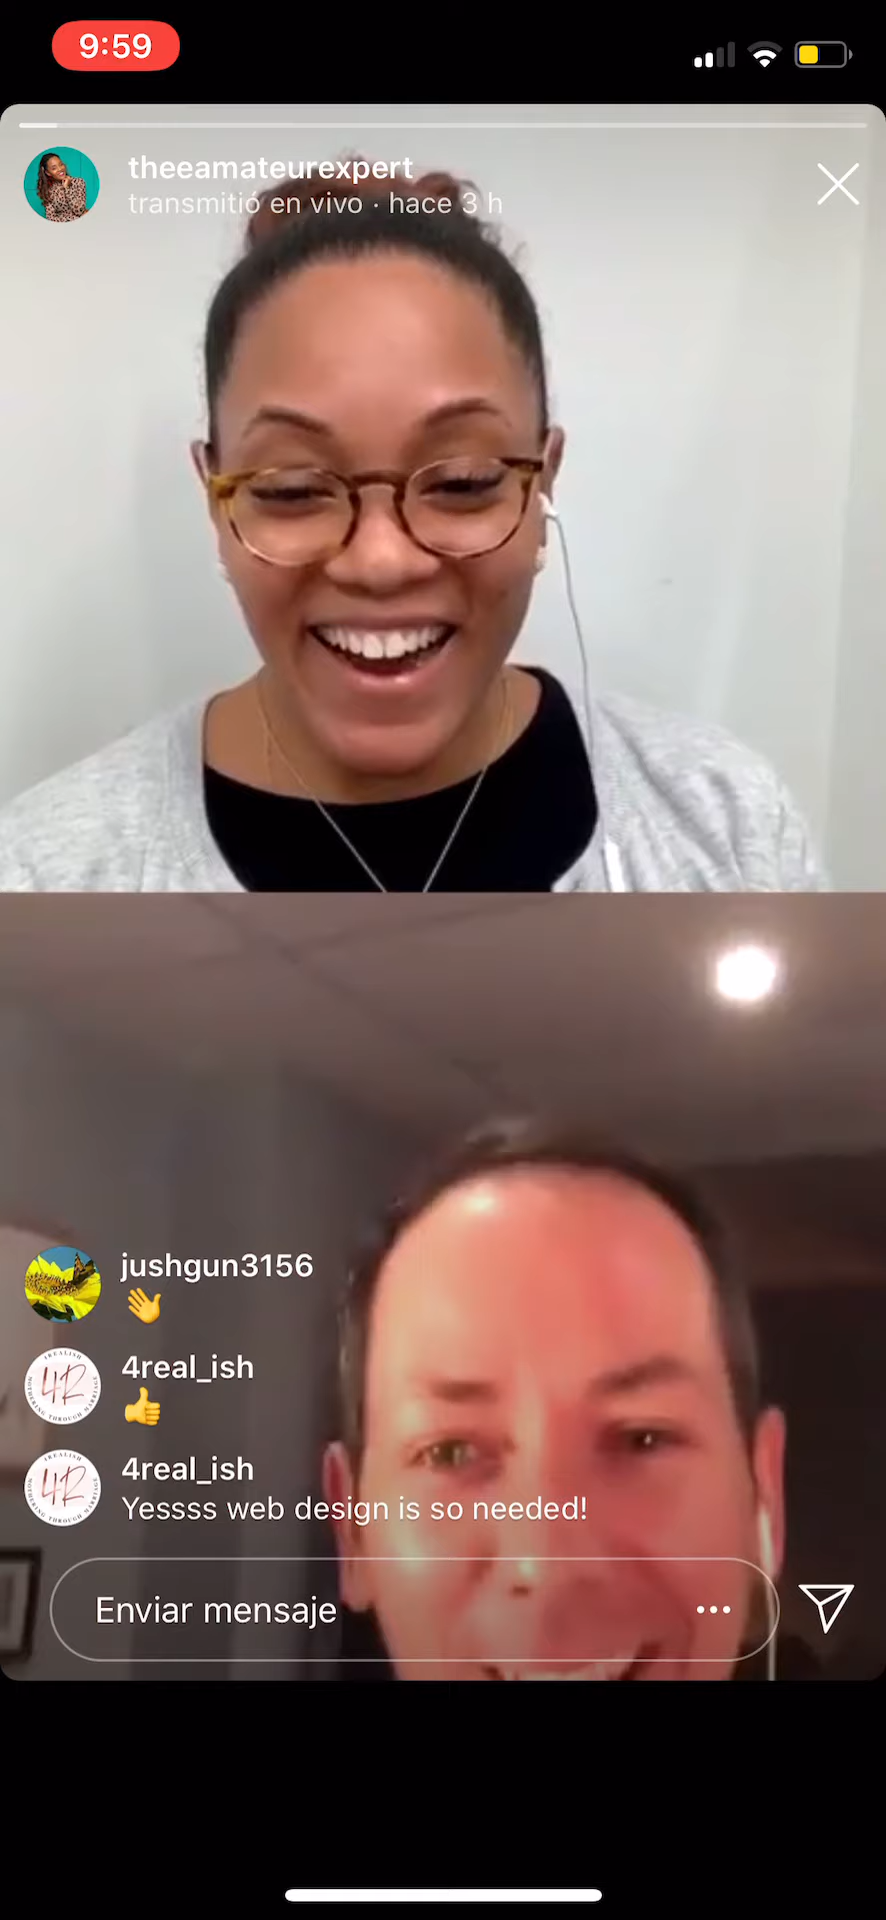 9:59
theeamateurexpert
transmitió en vivo · hace 3 h
jushgun3156
👋
4real_ish
👍
4real_ish
Yessss web design is so needed!
Enviar mensaje